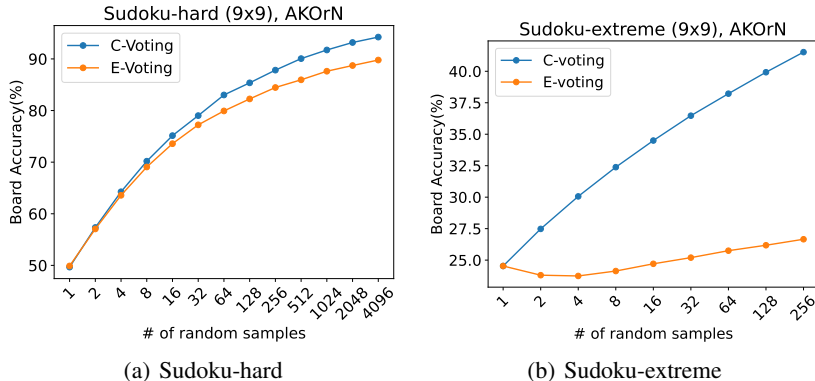 Sudoku-hard (9x9), AKOrN
C-Voting
E-Voting
Board Accuracy(%)
90
80
70
60
50
1 2 4 8 16 32 64 128 256 512 1024 2048 4096
# of random samples
(a) Sudoku-hard
Sudoku-extreme (9x9), AKOrN
C-voting
E-voting
Board Accuracy(%)
40.0
37.5
35.0
32.5
30.0
27.5
25.0
1 2 4 8 16 32 64 128 256
# of random samples
(b) Sudoku-extreme